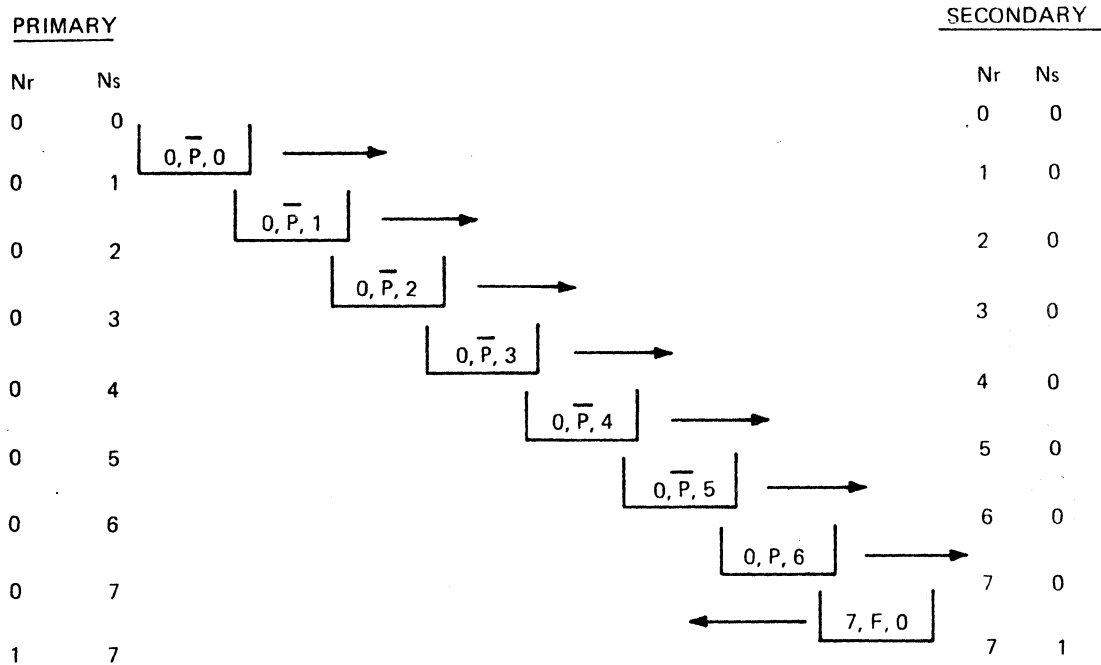 PRIMARY SECONDARY
Nr Ns Nr Ns
0 0 0 0
0, P̅, 0
0 1 1 0
0, P̅, 1
0 2 2 0
0, P̅, 2
0 3 3 0
0, P̅, 3
0 4 4 0
0, P̅, 4
0 5 5 0
0, P̅, 5
0 6 6 0
0, P, 6
0 7 7 0
7, F, 0
1 7 7 1